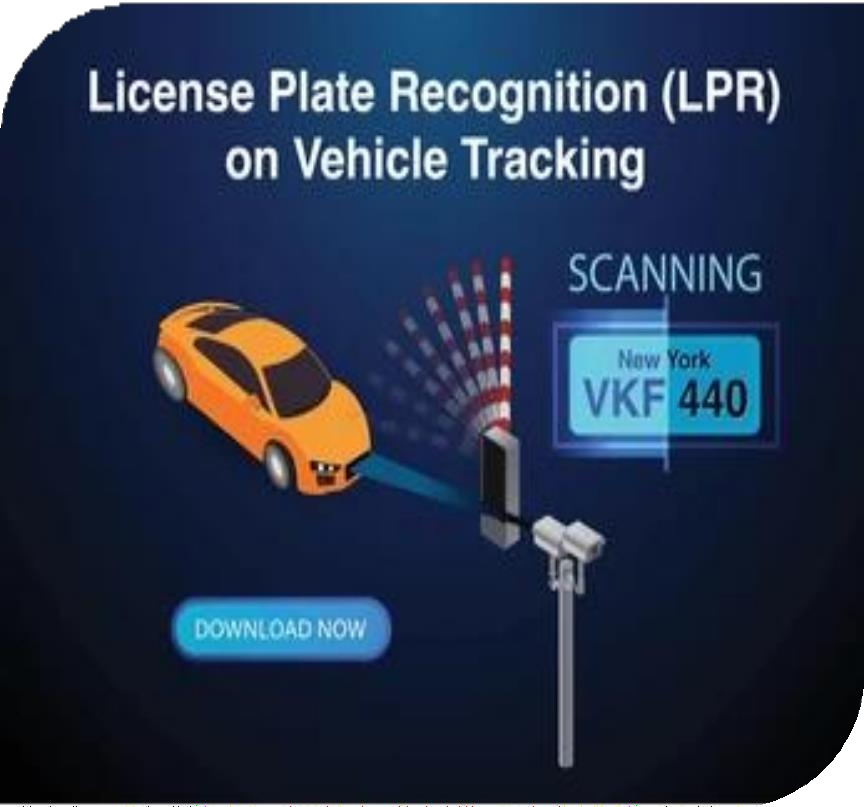 License Plate Recognition (LPR)
on Vehicle Tracking
SCANNING
New York
VKF 440
DOWNLOAD NOW